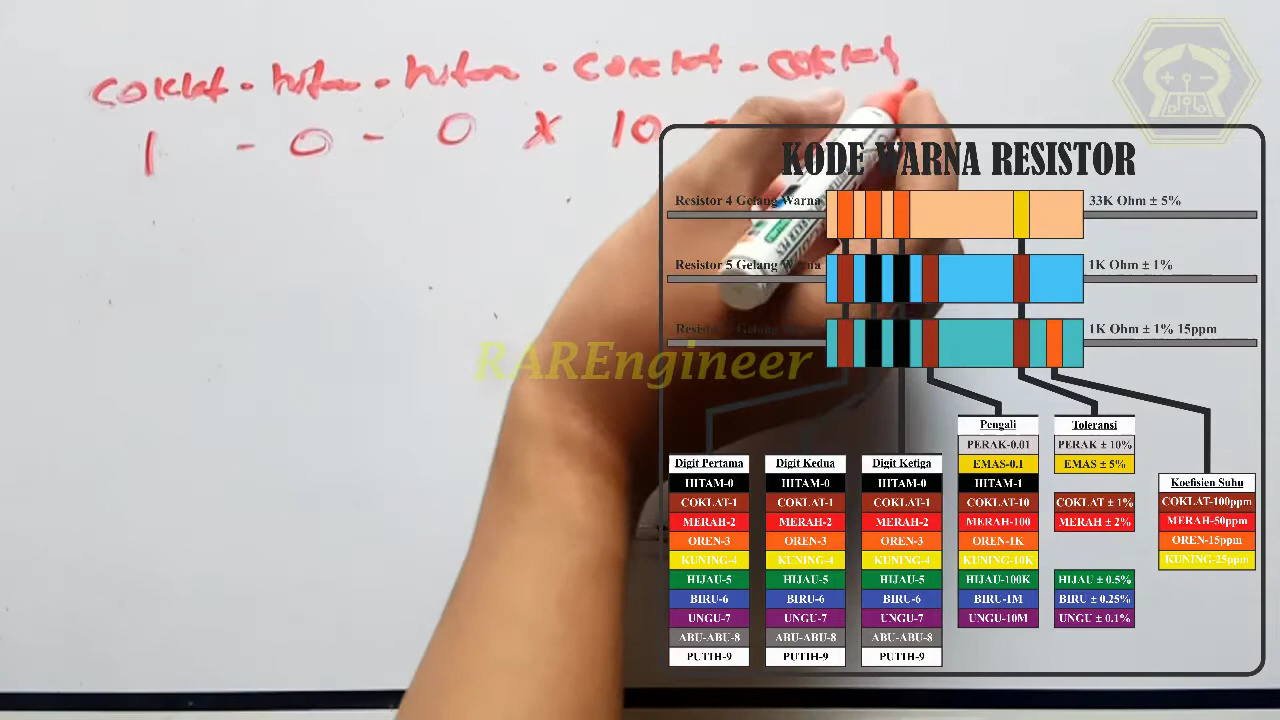 coklat - hitam - hitam - coklat - coklat
1 - 0 - 0 x 10
KODE WARNA RESISTOR
Resistor 4 Gelang Warna 33K Ohm ± 5%
Resistor 5 Gelang Warna 1K Ohm ± 1%
Gelang Warna 1K Ohm ± 1% 15ppm
RAREngineer
Pengali Toleransi
PERAK-0.01 PERAK ± 10%
Digit Pertama Digit Kedua Digit Ketiga EMAS-0.1 EMAS ± 5%
HITAM-0 HITAM-0 HITAM-0 HITAM-1 Koefisien Suhu
COKLAT-1 COKLAT-1 COKLAT-1 COKLAT-10 COKLAT ± 1% COKLAT-100ppm
MERAH-2 MERAH-2 MERAH-2 MERAH-100 MERAH ± 2% MERAH-50ppm
OREN-3 OREN-3 OREN-3 OREN-1K OREN-15ppm
KUNING-4 KUNING-4 KUNING-4 KUNING-10K KUNING-25ppm
HIJAU-5 HIJAU-5 HIJAU-5 HIJAU-100K HIJAU ± 0.5%
BIRU-6 BIRU-6 BIRU-6 BIRU-1M BIRU ± 0.25%
UNGU-7 UNGU-7 UNGU-7 UNGU-10M UNGU ± 0.1%
ABU-ABU-8 ABU-ABU-8 ABU-ABU-8
PUTIH-9 PUTIH-9 PUTIH-9